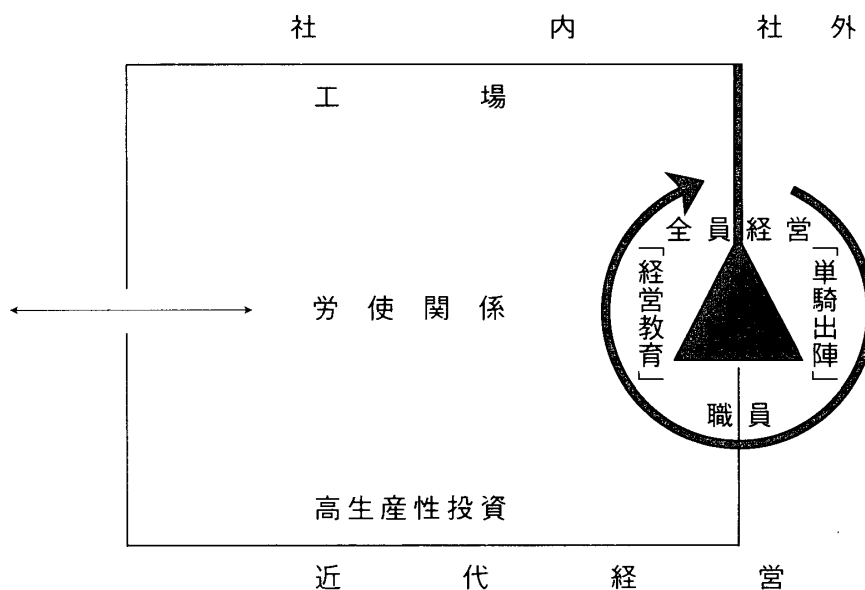 社内 社外
工場
全員経営
「経営教育」
「単騎出陣」
労使関係
職員
高生産性投資
近代経営